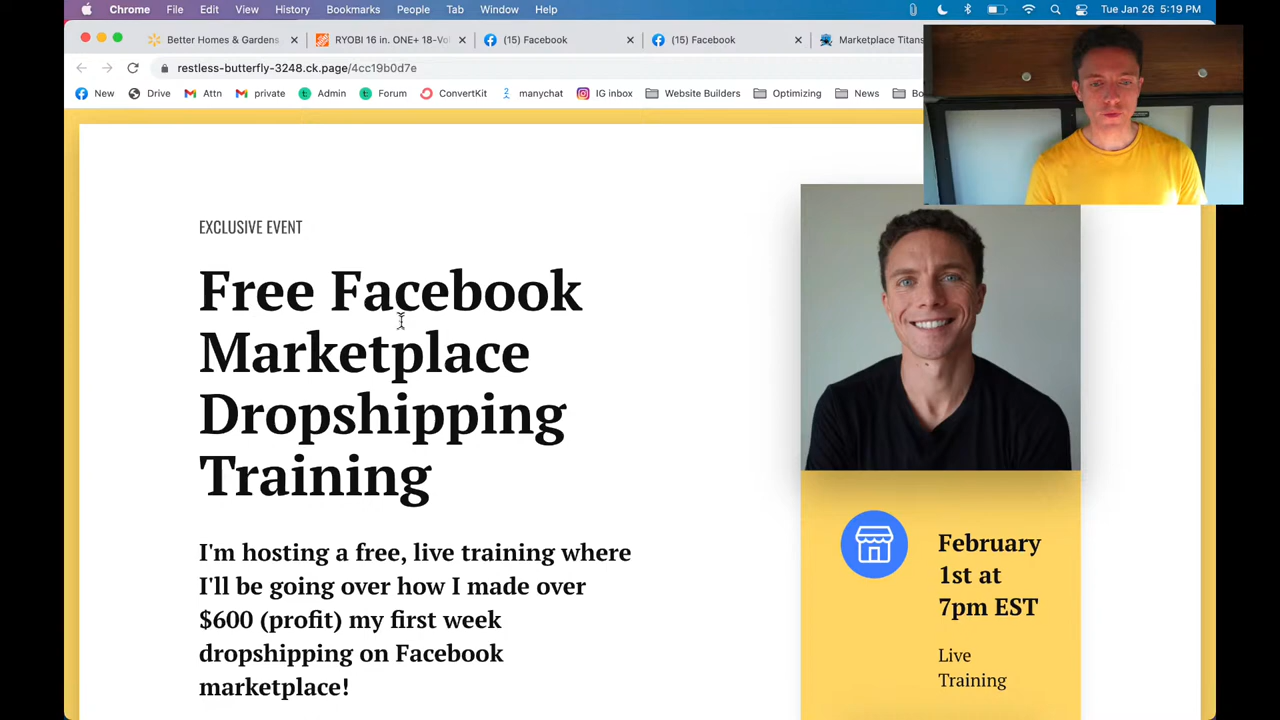 Chrome File Edit View History Bookmarks People Tab Window Help Tue Jan 26 5:19 PM
Better Homes & Gardens RYOBI 16 in. ONE+ 18-Vol (15) Facebook (15) Facebook Marketplace Titans
restless-butterfly-3248.ck.page/4cc19b0d7e
New Drive Attn private Admin Forum ConvertKit manychat IG inbox Website Builders Optimizing News
EXCLUSIVE EVENT
Free Facebook
Marketplace
Dropshipping
Training
I'm hosting a free, live training where
I'll be going over how I made over
$600 (profit) my first week
dropshipping on Facebook
marketplace!
February
1st at
7pm EST
Live
Training